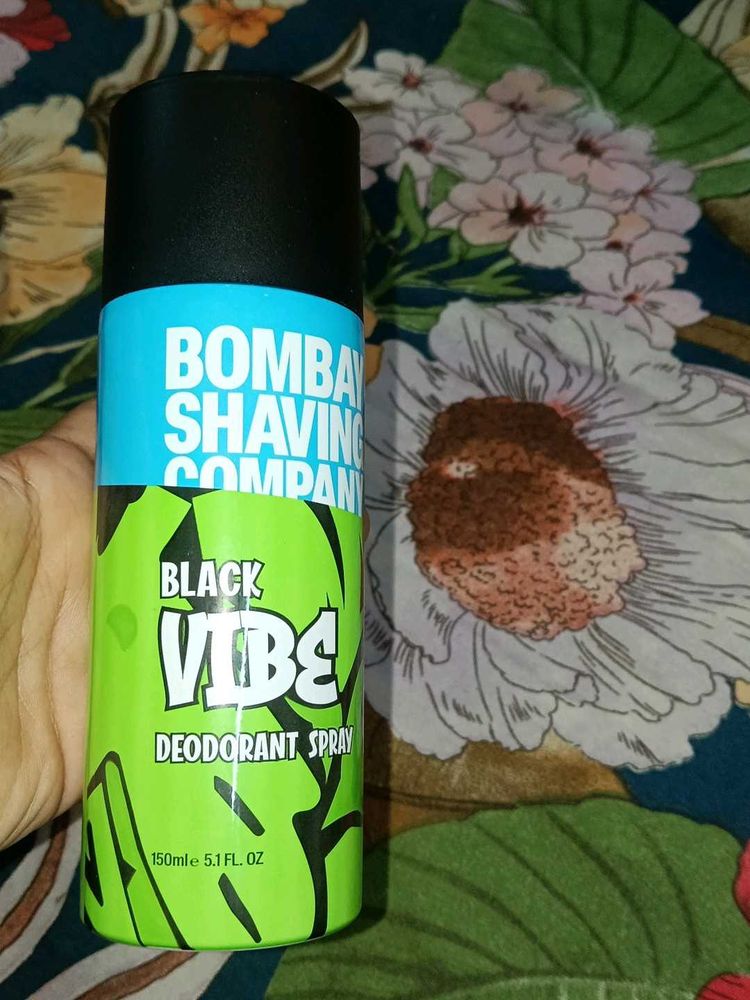 BOMBAY
SHAVING
COMPANY
BLACK
VIBE
DEODORANT SPRAY
150ml e 5.1 FL. OZ